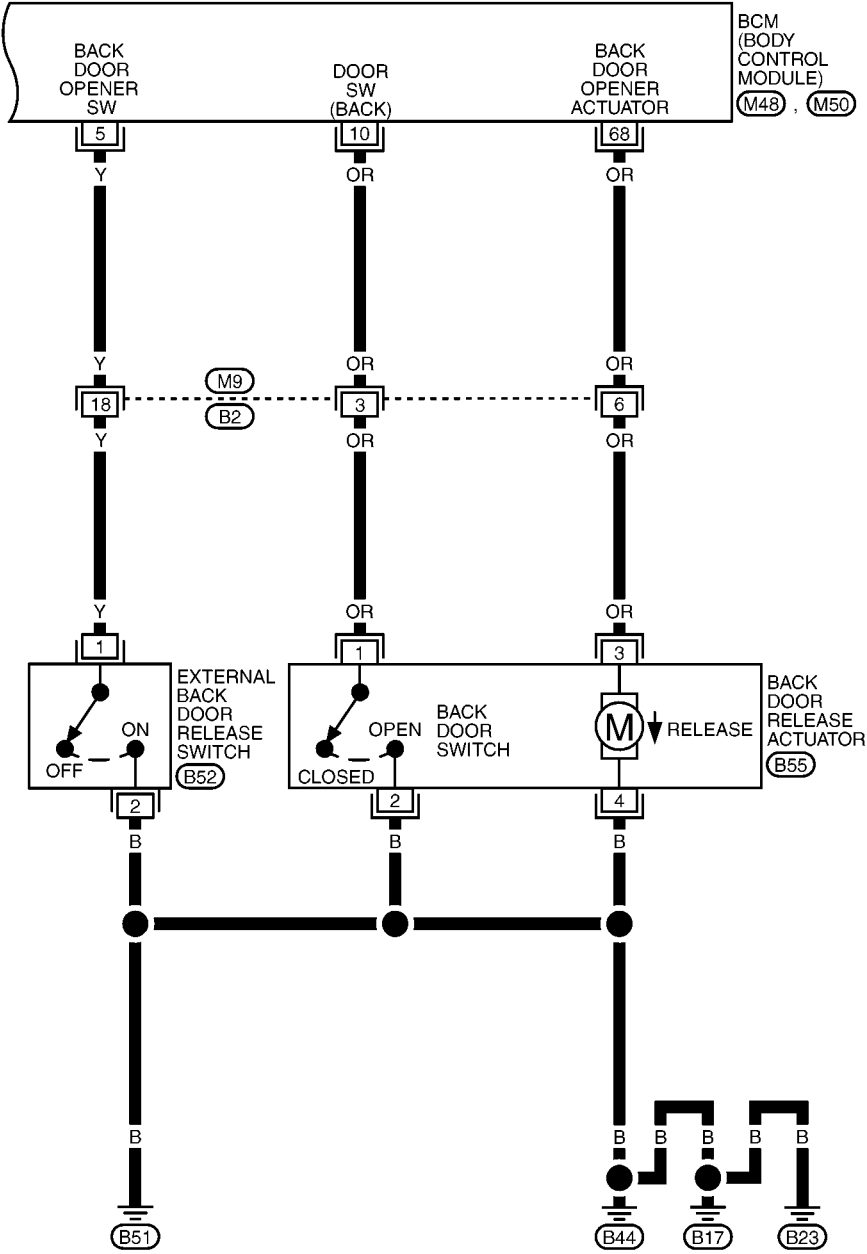 BACK
DOOR
OPENER
SW
DOOR
SW
(BACK)
BACK
DOOR
OPENER
ACTUATOR
BCM
(BODY
CONTROL
MODULE)
M48 , M50
5
10
68
Y
OR
OR
Y
OR
OR
M9
18
3
6
B2
Y
OR
OR
Y
OR
OR
1
1
3
EXTERNAL
BACK
DOOR
RELEASE
SWITCH
B52
ON
OFF
BACK
DOOR
SWITCH
OPEN
CLOSED
M
RELEASE
BACK
DOOR
RELEASE
ACTUATOR
B55
2
2
4
B
B
B
B
B
B
B
B
B
B51
B44
B17
B23